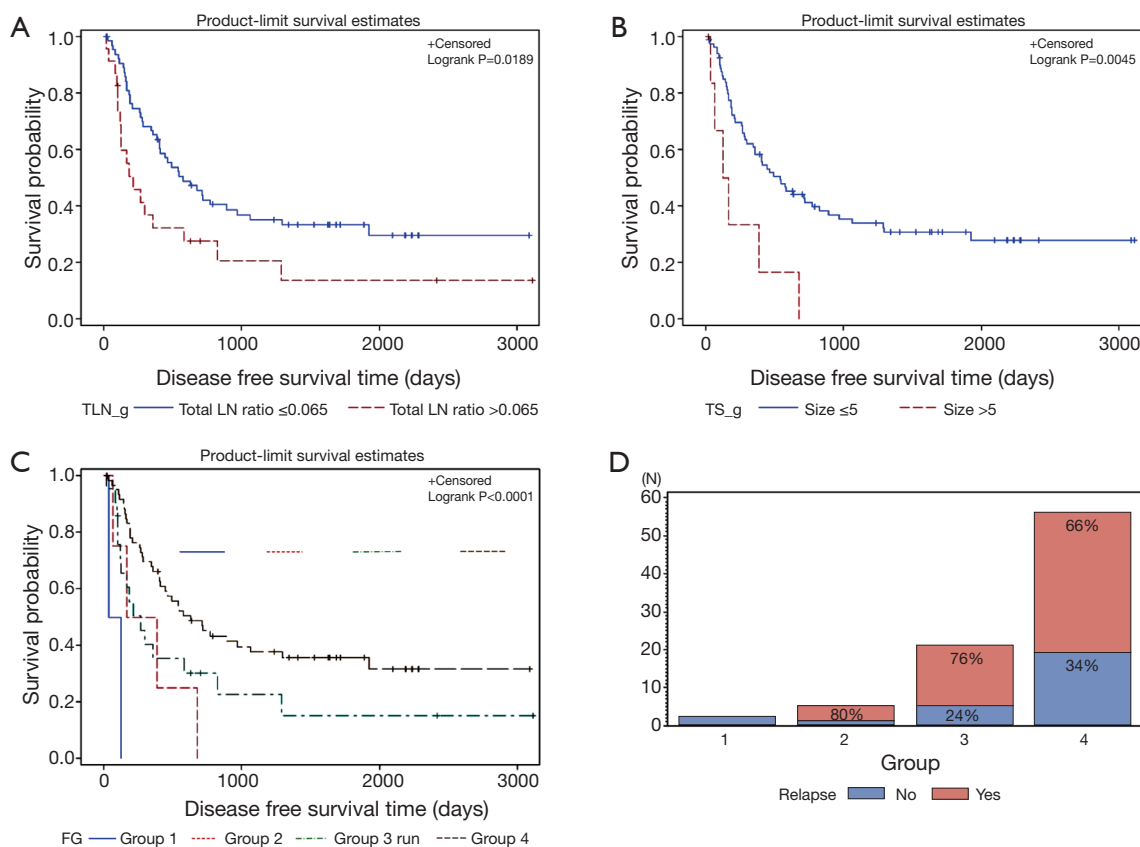 A
Product-limit survival estimates
+Censored
Logrank P=0.0189
Survival probability
1.0
0.8
0.6
0.4
0.2
0.0
0 1000 2000 3000
Disease free survival time (days)
TLN_g Total LN ratio ≤0.065 Total LN ratio >0.065
B
Product-limit survival estimates
+Censored
Logrank P=0.0045
Survival probability
1.0
0.8
0.6
0.4
0.2
0.0
0 1000 2000 3000
Disease free survival time (days)
TS_g Size ≤5 Size >5
C
Product-limit survival estimates
+Censored
Logrank P<0.0001
Survival probability
1.0
0.8
0.6
0.4
0.2
0.0
0 1000 2000 3000
Disease free survival time (days)
FG Group 1 Group 2 Group 3 run Group 4
D
(N)
60
50
40
30
20
10
0
80%
76%
24%
66%
34%
1 2 3 4
Group
Relapse No Yes